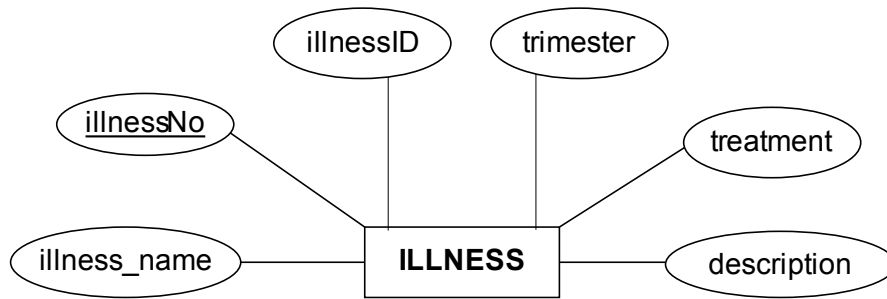 illnessID
trimester
illnessNo
treatment
illness_name
ILLNESS
description